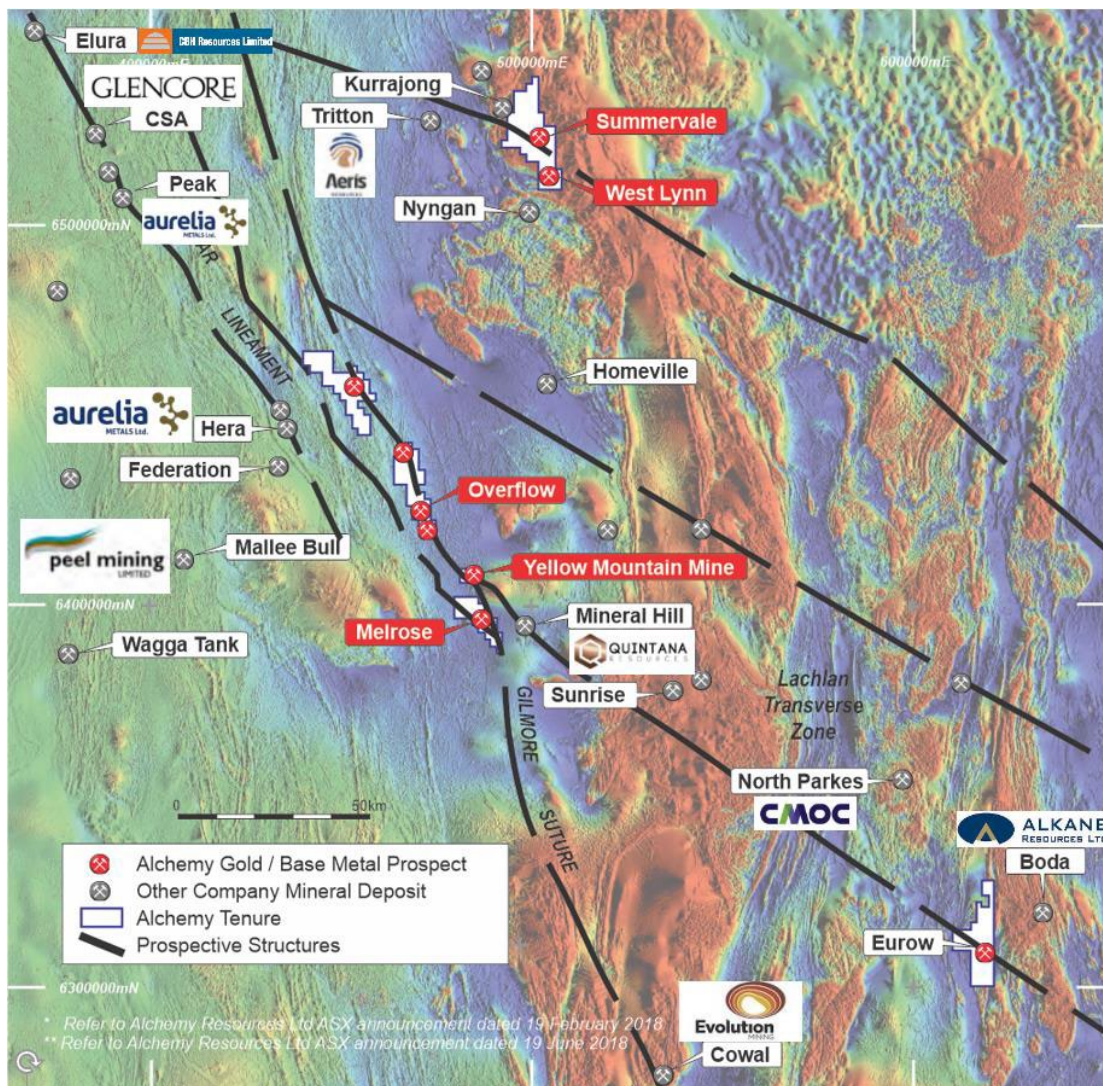 Elura
CBH Resources Limited
400000mE
500000mE
600000mE
GLENCORE
CSA
Kurrajong
Tritton
Aeris
RESOURCES
Summervale
West Lynn
Peak
aurelia
METALS Ltd.
Nyngan
6500000mN
AR
LINEAMENT
Homeville
aurelia
METALS Ltd.
Hera
Federation
Overflow
peel mining
LIMITED
Mallee Bull
Yellow Mountain Mine
6400000mN
Melrose
Mineral Hill
QUINTANA
RESOURCES
Wagga Tank
Sunrise
GILMORE
SUTURE
Lachlan
Transverse
Zone
North Parkes
CMOC
0 50km
ALKANE
RESOURCES LTD
Boda
Alchemy Gold / Base Metal Prospect
Other Company Mineral Deposit
Alchemy Tenure
Prospective Structures
Eurow
6300000mN
* Refer to Alchemy Resources Ltd ASX announcement dated 19 February 2018
** Refer to Alchemy Resources Ltd ASX announcement dated 19 June 2018
Evolution
MINING
Cowal